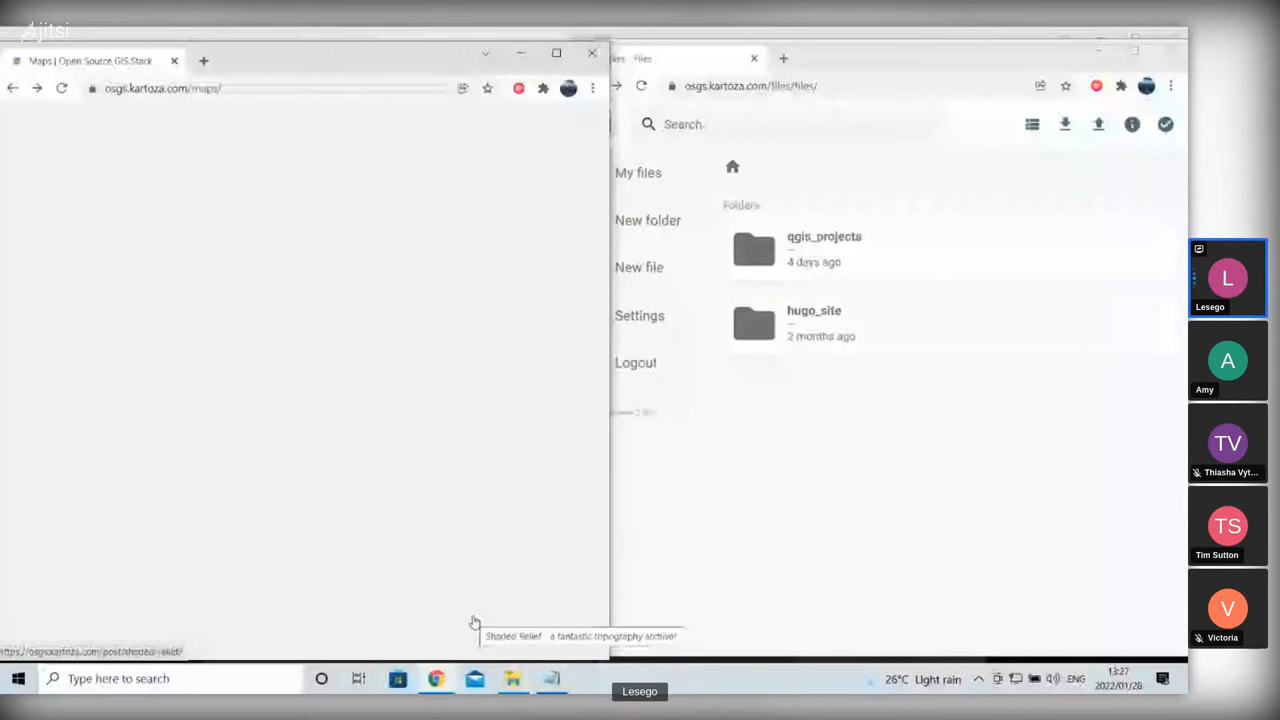 jitsi
Maps | Open Source GIS Stack
osgs.kartoza.com/maps/
Files
osgs.kartoza.com/files/files/
Search.
My files
New folder
New file
Settings
Logout
Folders
qgis_projects
4 days ago
hugo_site
2 months ago
Shaded Relief - a fantastic topography archive!
https://osgs.kartoza.com/post/shaded-relief/
Type here to search
26°C Light rain
ENG
13:27
2022/01/28
Lesego
L
Lesego
A
Amy
TV
Thiasha Vyt...
TS
Tim Sutton
V
Victoria